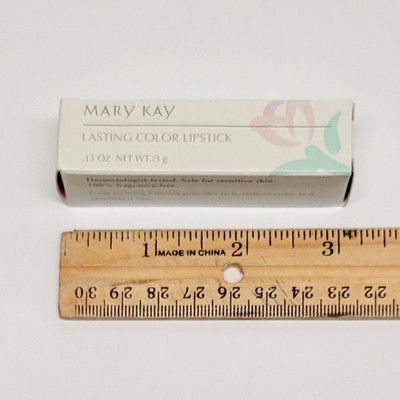 MARY KAY
LASTING COLOR LIPSTICK
.13 OZ. NET WT./3 g
Dermatologist-tested. Safe for sensitive skin.
100% fragrance-free.
1 MADE IN CHINA 2 3
30 29 28 27 26 25 24 23 22